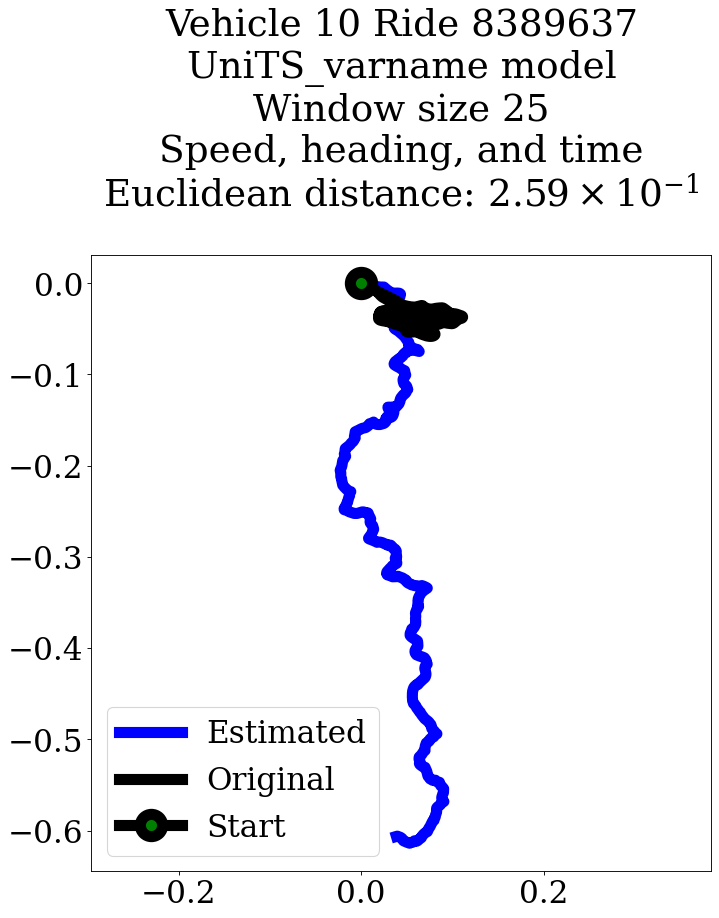 Vehicle 10 Ride 8389637
UniTS_varname model
Window size 25
Speed, heading, and time
Euclidean distance: 2.59 × 10⁻¹
0.0
−0.1
−0.2
−0.3
−0.4
−0.5
−0.6
Estimated
Original
Start
−0.2 0.0 0.2